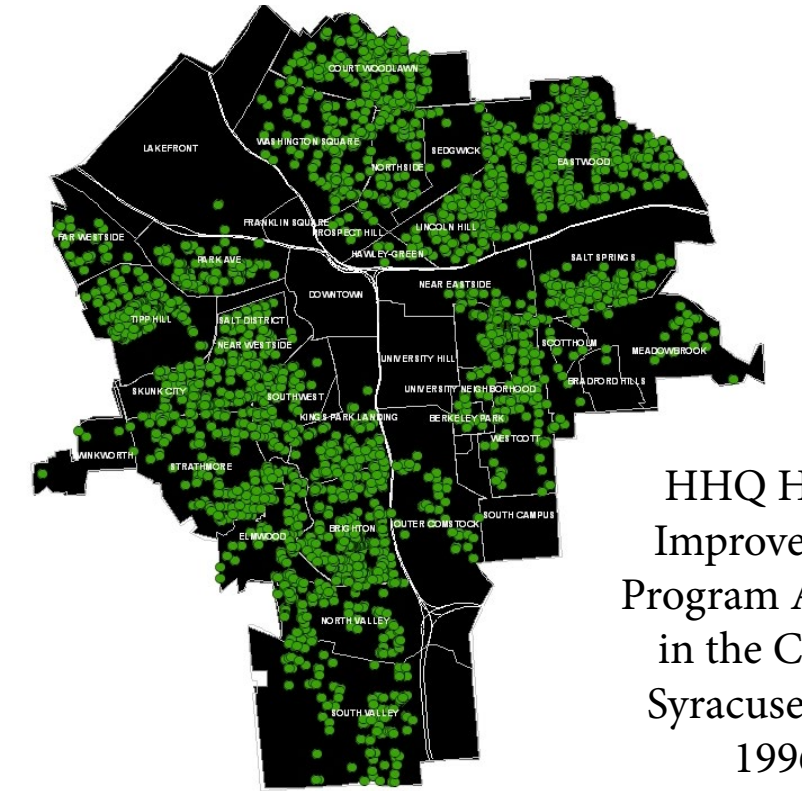 COURT WOODLAWN
LAKEFRONT
WASHINGTON SQUARE
SEDGWICK
NORTHSIDE
EASTWOOD
FRANKLIN SQUARE
PROSPECT HILL
LINCOLN HILL
FAR WESTSIDE
HAWLEY-GREEN
PARK AVE
SALT SPRINGS
NEAR EASTSIDE
DOWNTOWN
TIPP HILL
SALT DISTRICT
NEAR WESTSIDE
SCOTTHOLM
MEADOWBROOK
UNIVERSITY HILL
BRADFORD HILLS
SKUNK CITY
UNIVERSITY NEIGHBORHOOD
SOUTHWEST
KINGS PARK LANDING
BERKELEY PARK
WESTCOTT
WINKWORTH
STRATHMORE
SOUTH CAMPUS
BRIGHTON
OUTER COMSTOCK
ELMWOOD
NORTH VALLEY
SOUTH VALLEY
HHQ H
Improve
Program A
in the C
Syracuse
1996